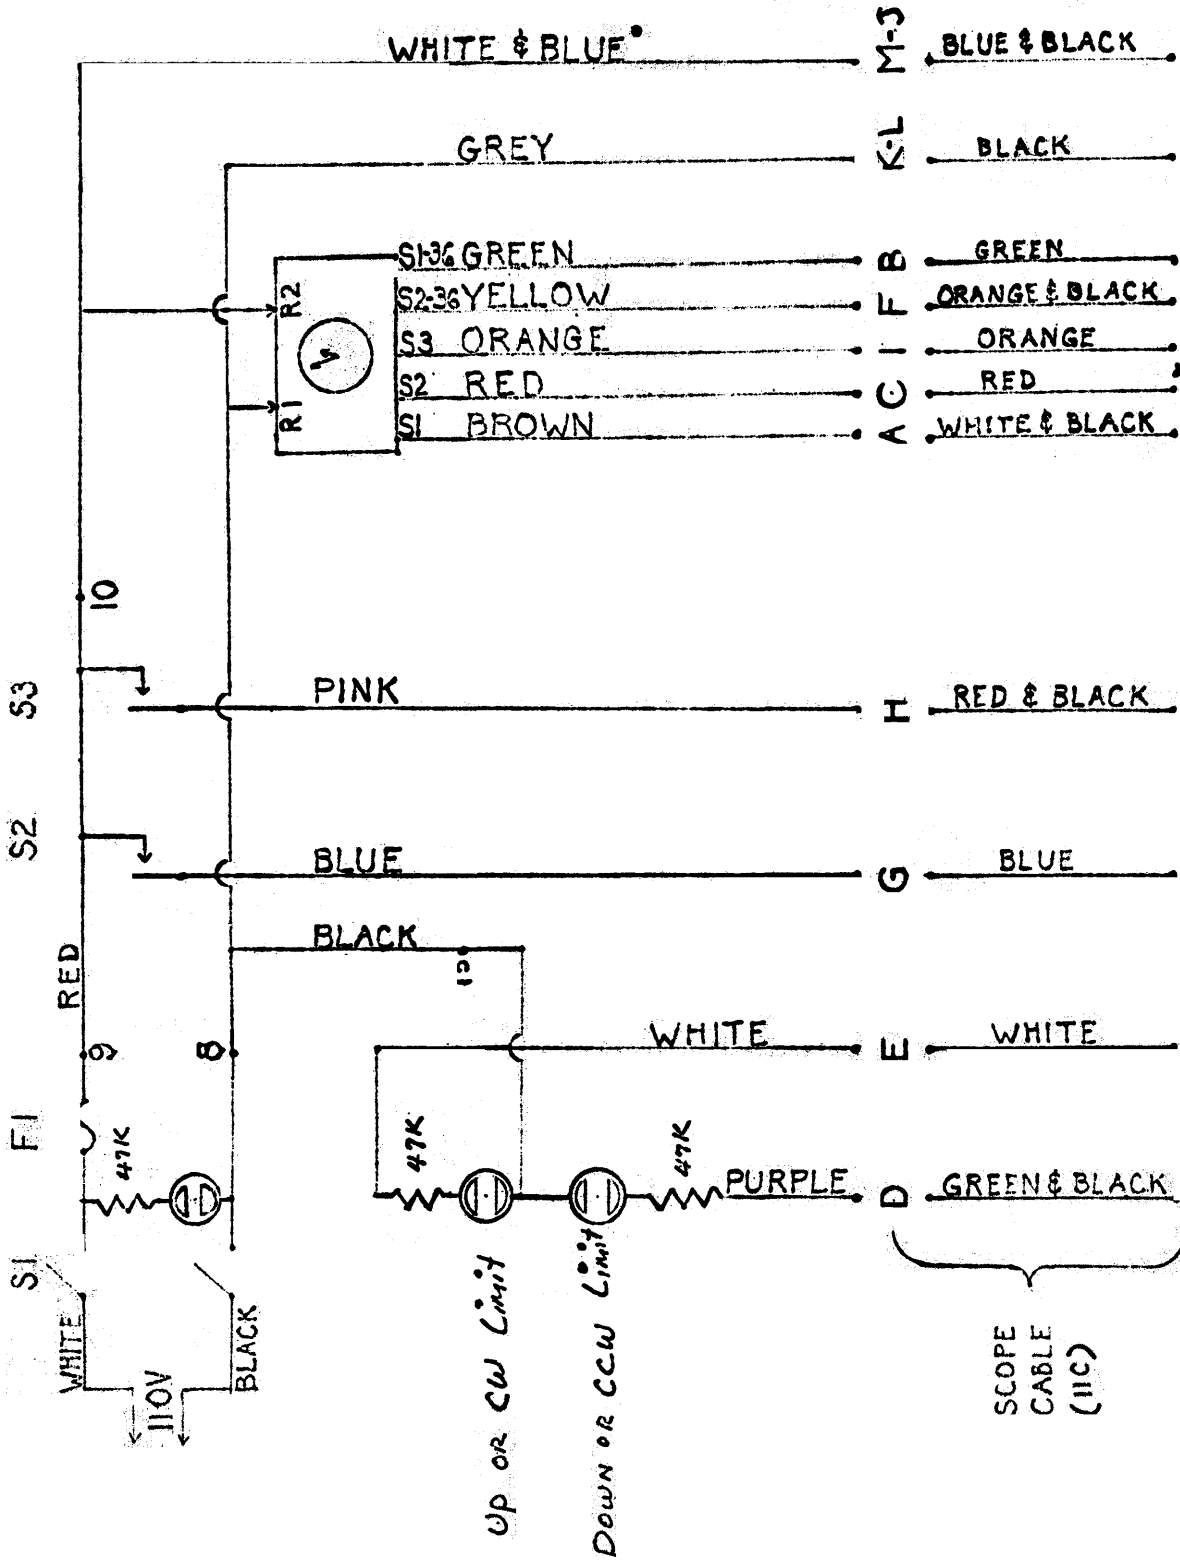 WHITE & BLUE
M-J
BLUE & BLACK
GREY
K-L
BLACK
S1-36 GREEN
B
GREEN
R2
S2-36 YELLOW
F
ORANGE & BLACK
S3 ORANGE
I
ORANGE
R1
S2 RED
C
RED
S1 BROWN
A
WHITE & BLACK
10
S3
PINK
H
RED & BLACK
S2
BLUE
G
BLUE
RED
BLACK
9
8
WHITE
E
WHITE
F1
47K
47K
47K
PURPLE
D
GREEN & BLACK
S1
WHITE
BLACK
110V
UP OR CW Limit
DOWN OR CCW Limit
SCOPE
CABLE
(11C)